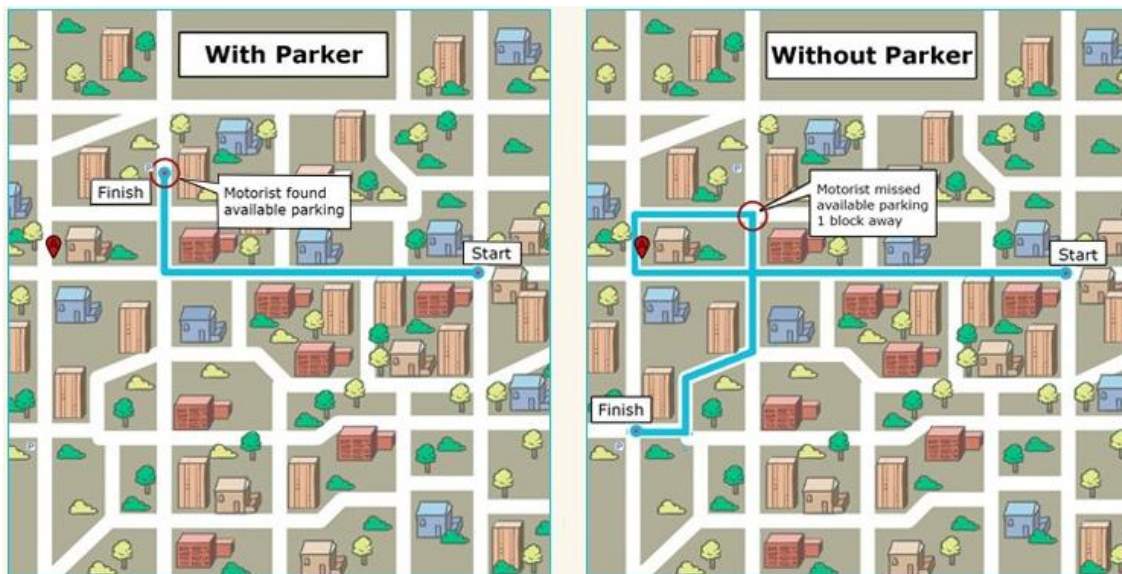 With Parker
P
Finish
Motorist found
available parking
Start
P
Without Parker
P
Motorist missed
available parking
1 block away
Start
Finish
P